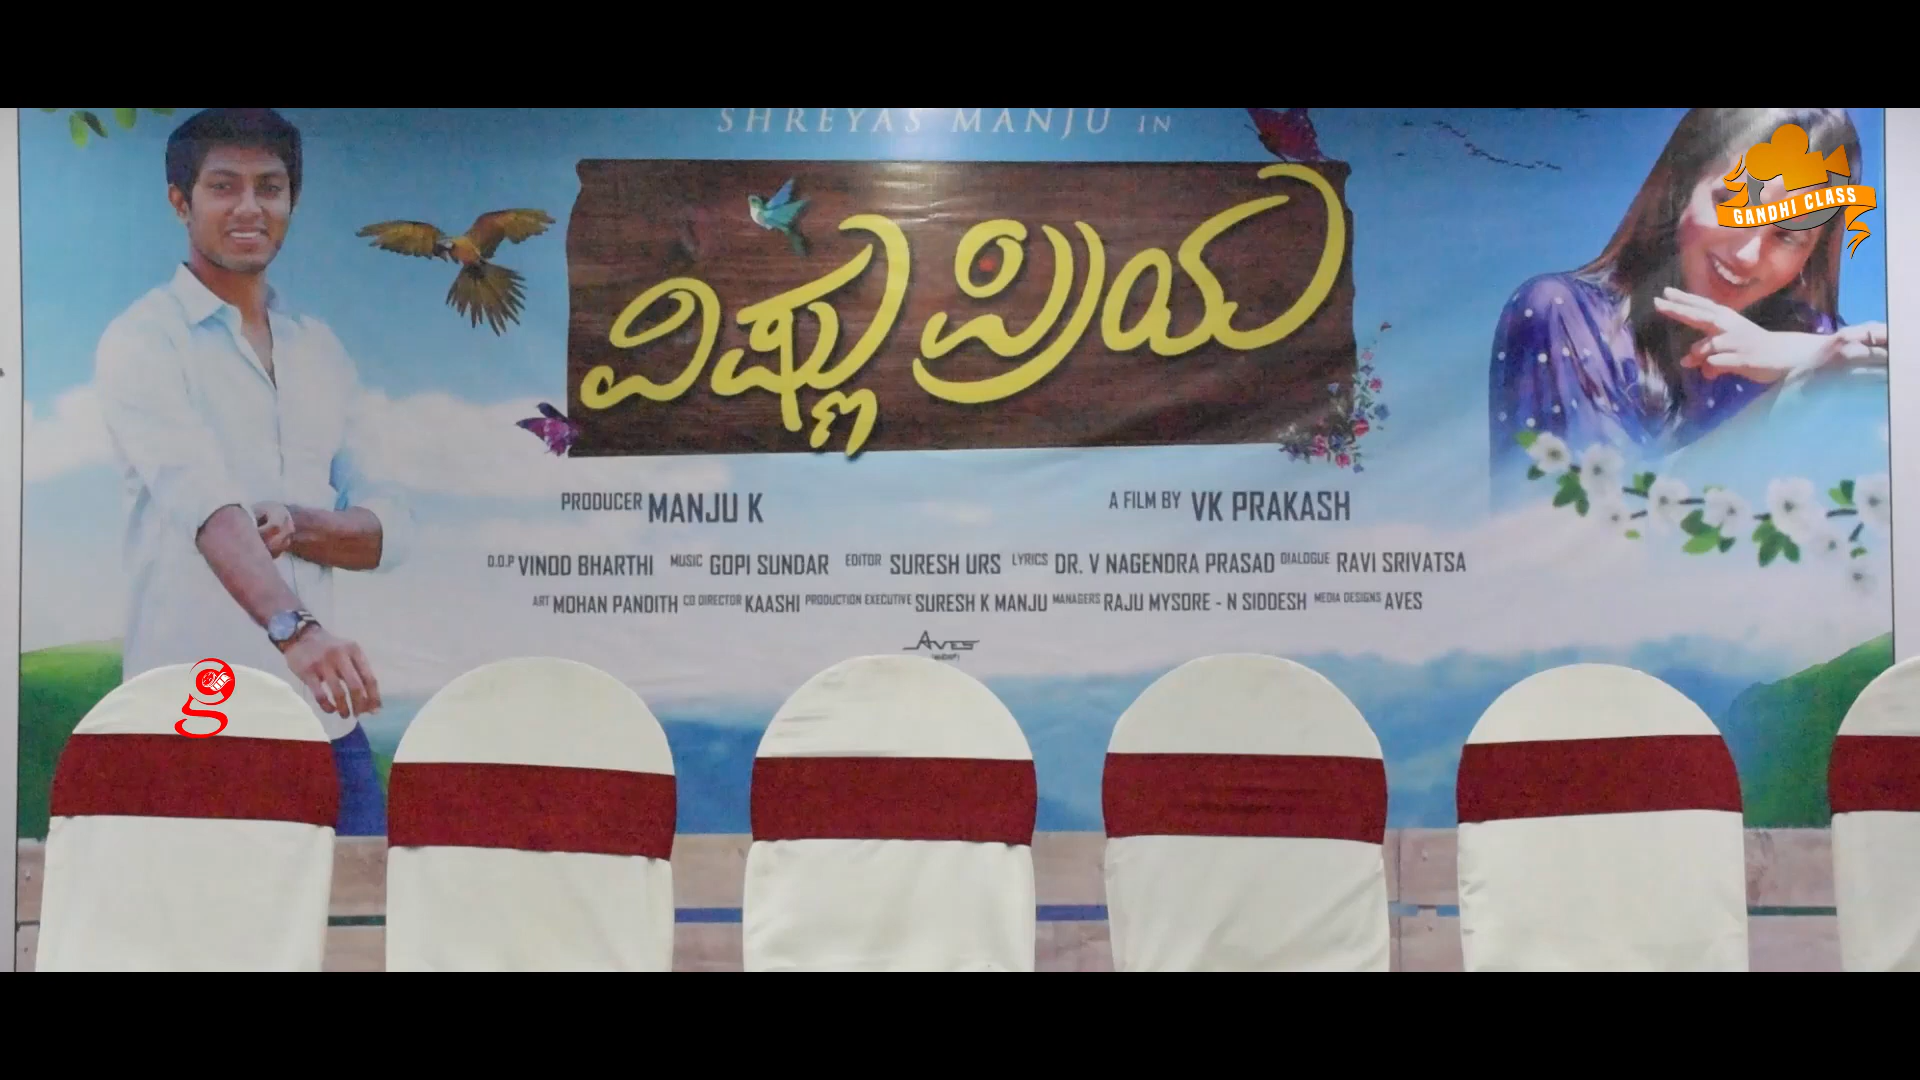 SHREYAS MANJU IN
GANDHI CLASS
ವಿಷ್ಣು ಪ್ರಿಯ
PRODUCER MANJU K A FILM BY VK PRAKASH
D.O.P VINOD BHARTHI MUSIC GOPI SUNDAR EDITOR SURESH URS LYRICS DR. V NAGENDRA PRASAD DIALOGUE RAVI SRIVATSA
ART MOHAN PANDITH CO DIRECTOR KAASHI PRODUCTION EXECUTIVE SURESH K MANJU MANAGERS RAJU MYSORE - N SIDDESH MEDIA DESIGNS AVES
AVES